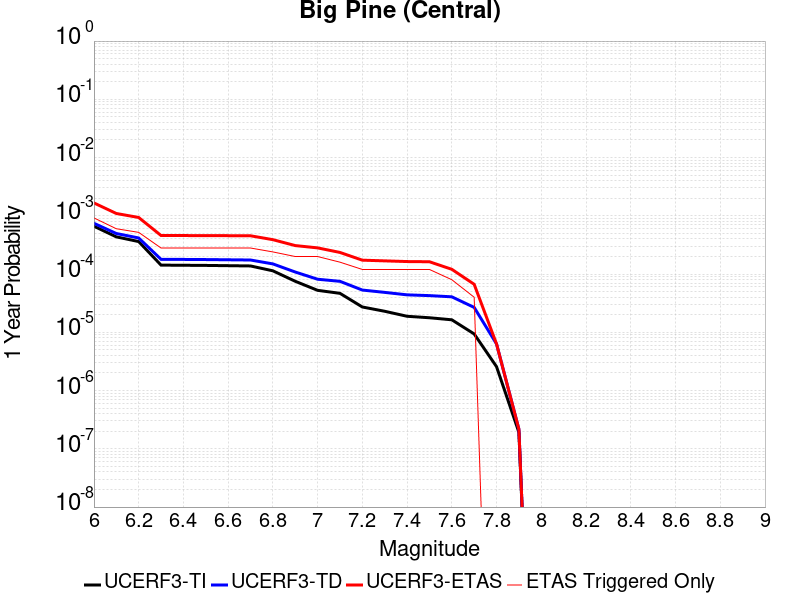 Big Pine (Central)
10^0
10^-1
10^-2
10^-3
10^-4
10^-5
10^-6
10^-7
10^-8
1 Year Probability
6 6.2 6.4 6.6 6.8 7 7.2 7.4 7.6 7.8 8 8.2 8.4 8.6 8.8 9
Magnitude
UCERF3-TI UCERF3-TD UCERF3-ETAS ETAS Triggered Only